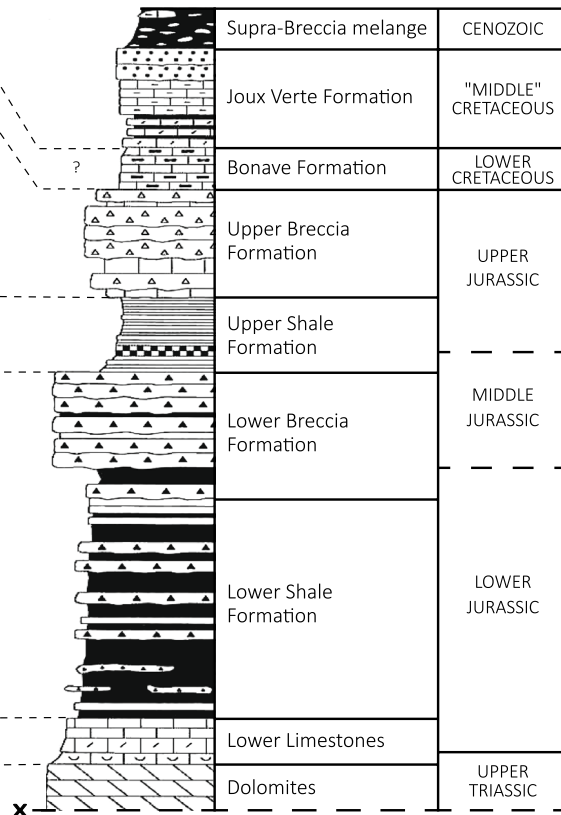 Supra-Breccia melange
CENOZOIC
Joux Verte Formation
"MIDDLE"
CRETACEOUS
?
Bonave Formation
LOWER
CRETACEOUS
Upper Breccia
Formation
UPPER
JURASSIC
Upper Shale
Formation
Lower Breccia
Formation
MIDDLE
JURASSIC
Lower Shale
Formation
LOWER
JURASSIC
Lower Limestones
Dolomites
UPPER
TRIASSIC
x